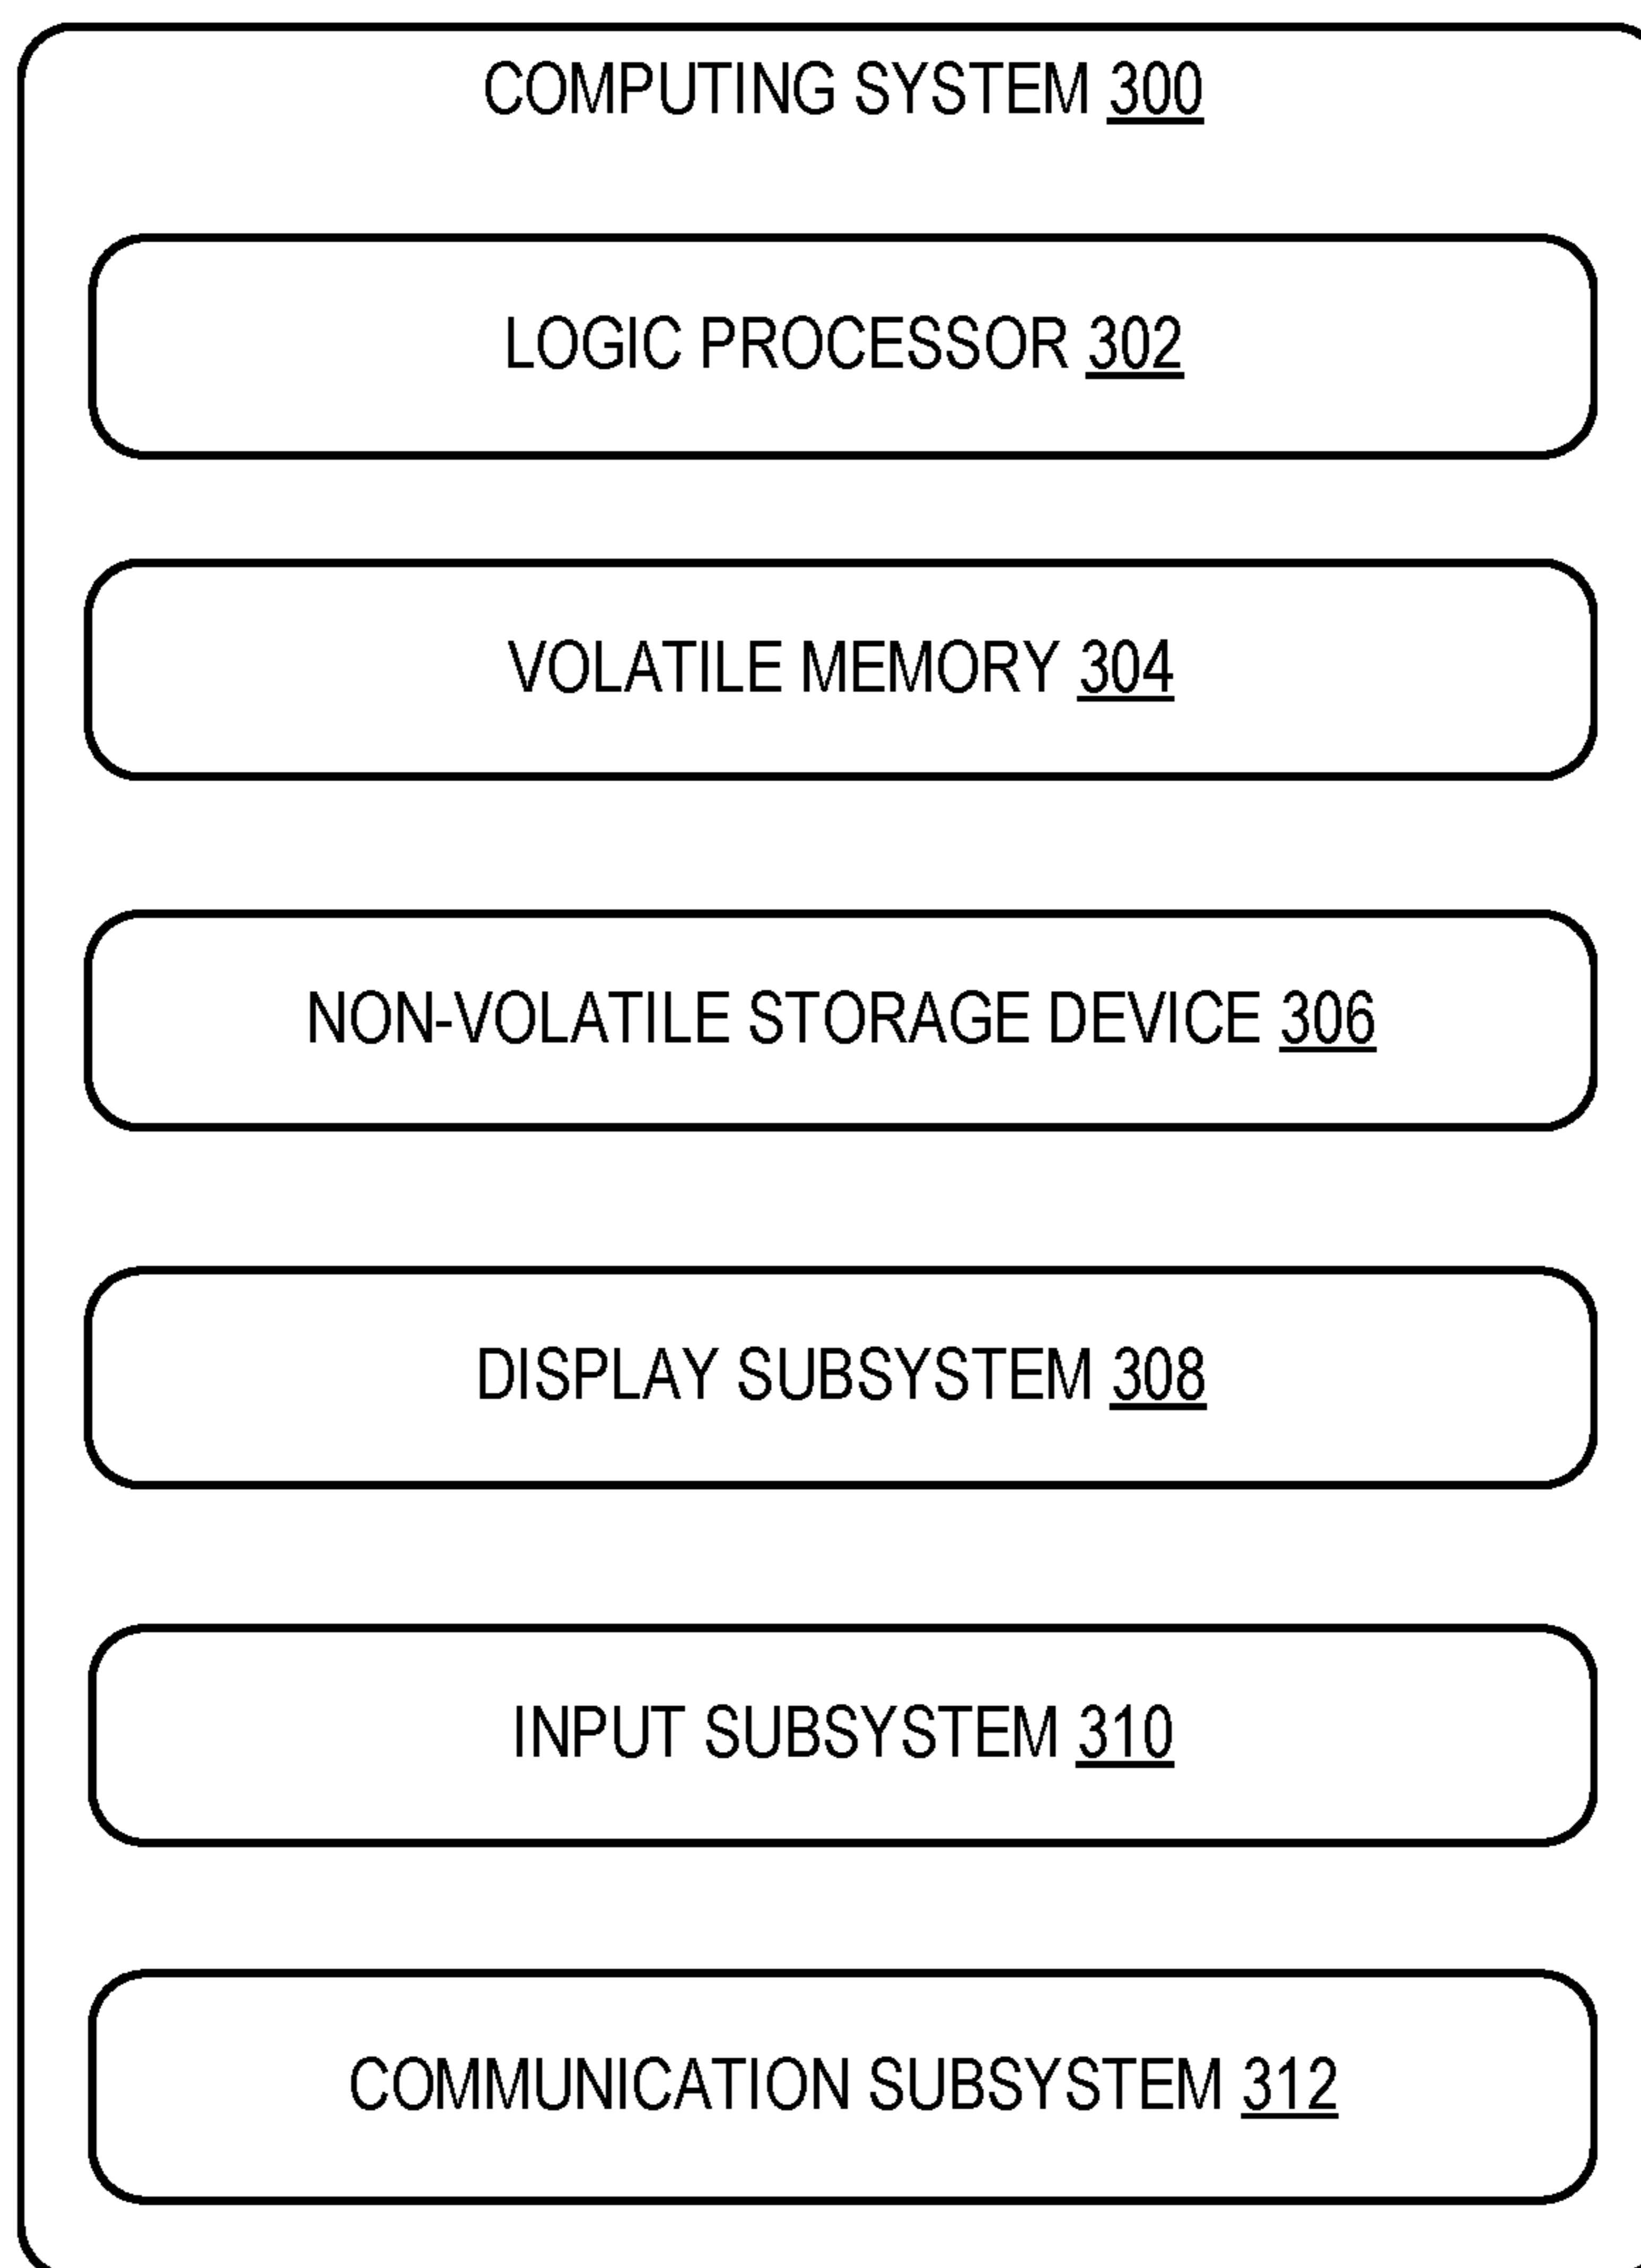 COMPUTING SYSTEM 300
LOGIC PROCESSOR 302
VOLATILE MEMORY 304
NON-VOLATILE STORAGE DEVICE 306
DISPLAY SUBSYSTEM 308
INPUT SUBSYSTEM 310
COMMUNICATION SUBSYSTEM 312